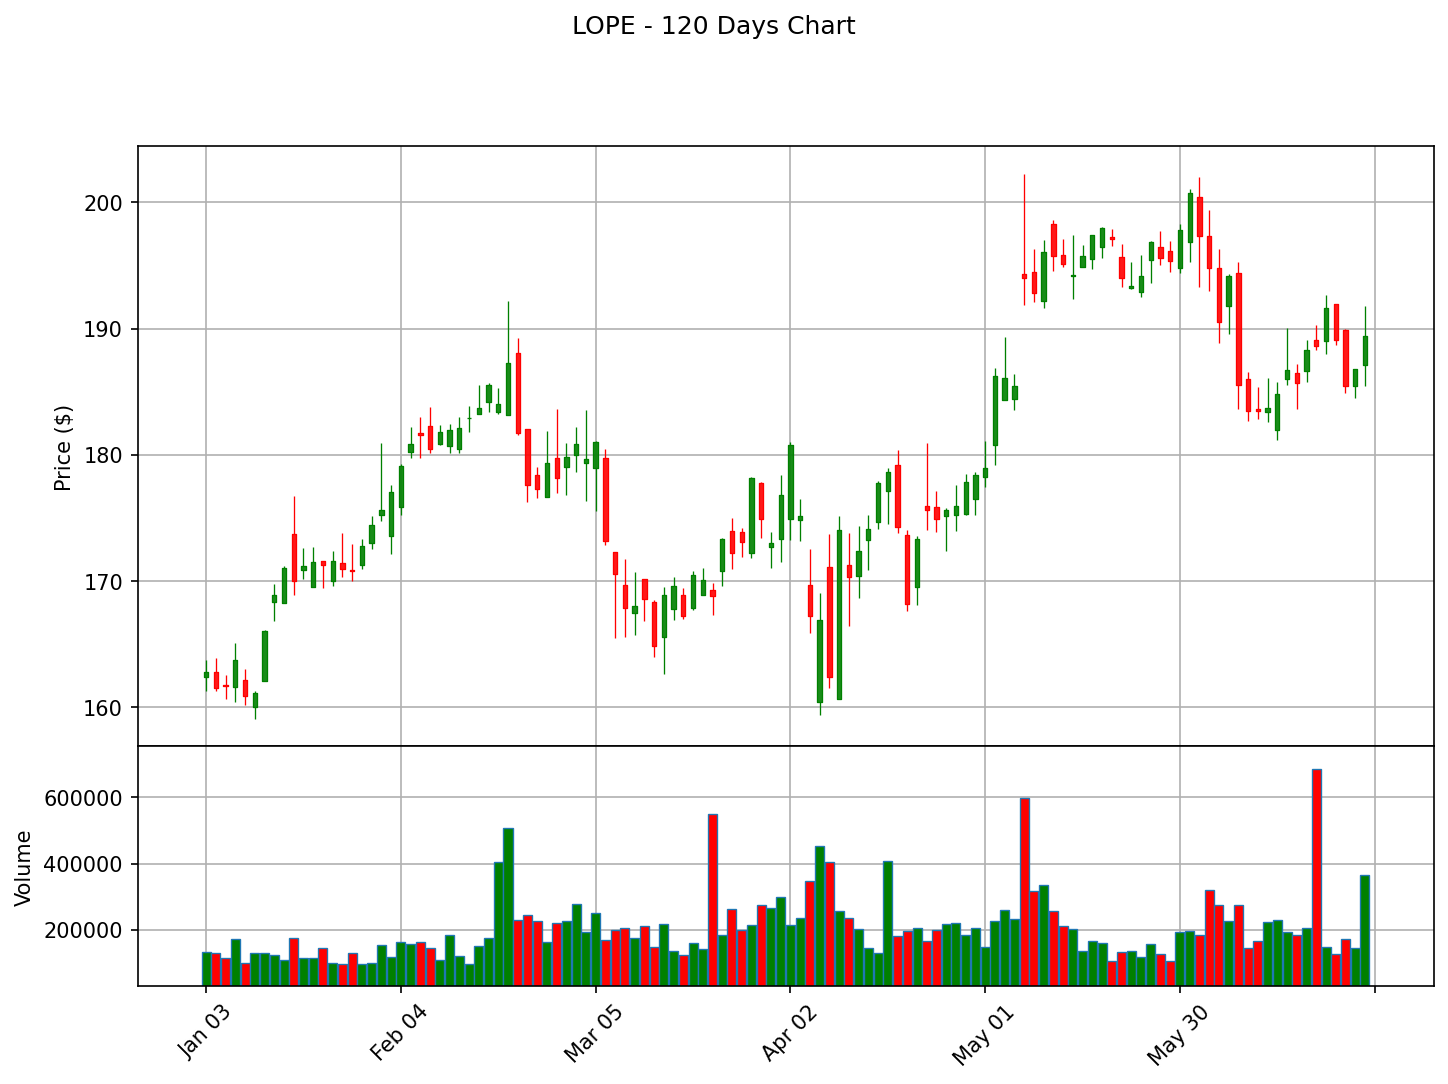 LOPE - 120 Days Chart
200
190
180
170
160
Price ($)
600000
400000
200000
Volume
Jan 03
Feb 04
Mar 05
Apr 02
May 01
May 30